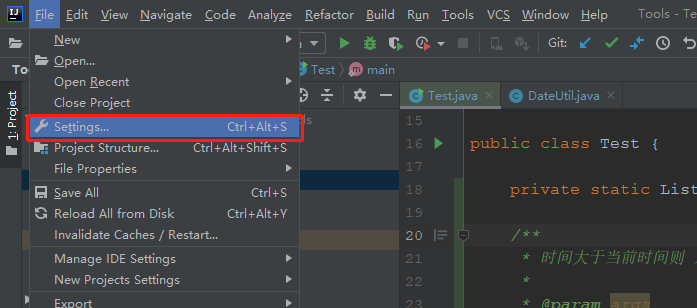 IJ File Edit View Navigate Code Analyze Refactor Build Run Tools VCS Window Help Tools - Te
New
Open...
Open Recent
Close Project
Settings... Ctrl+Alt+S
Project Structure... Ctrl+Alt+Shift+S
File Properties
Save All Ctrl+S
Reload All from Disk Ctrl+Alt+Y
Invalidate Caches / Restart...
Manage IDE Settings
New Projects Settings
Export
Git:
To
Test main
1: Project
Test.java DateUtil.java
15
16 public class Test {
17
18 private static List
19
20 /**
21 * 时间大于当前时间则
22 *
23 * @param args